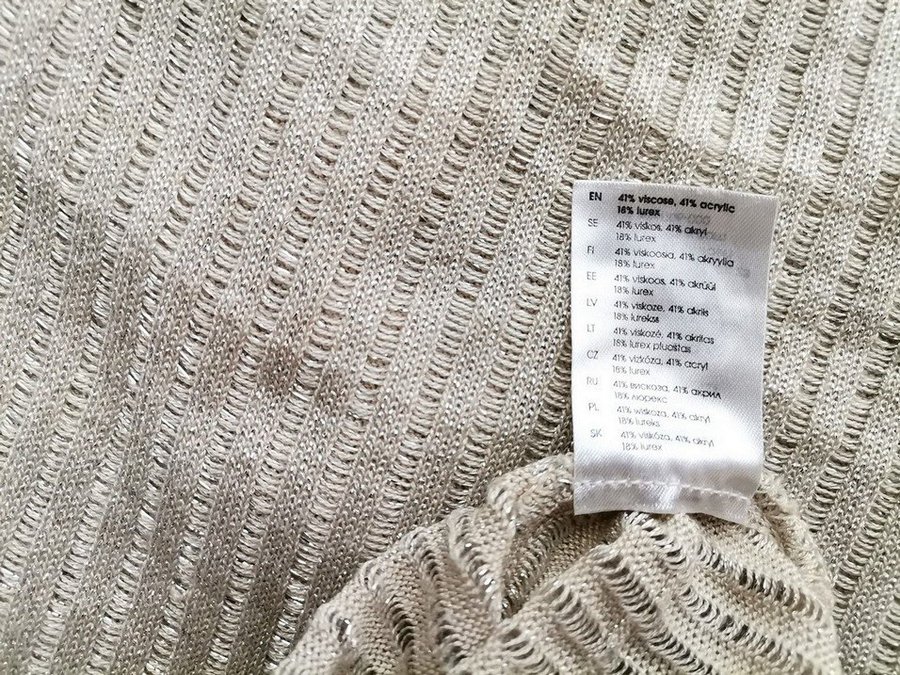 EN 41% viscose, 41% acrylic
18% lurex
SE 41% viskos, 41% akryl
18% lurex
FI 41% viskoosia, 41% akryylia
18% lurex
EE 41% viskoos, 41% akrüül
18% lurex
LV 41% viskoze, 41% akrils
18% lureksi
LT 41% viskozė, 41% akrilas
18% lurex pluoštas
CZ 41% vizkóza, 41% acryl
18% lurex
RU 41% вискоза, 41% акрил
18% люрекс
PL 41% wiskoza, 41% akryl
18% lureks
SK 41% viskóza, 41% akryl
18% lurex